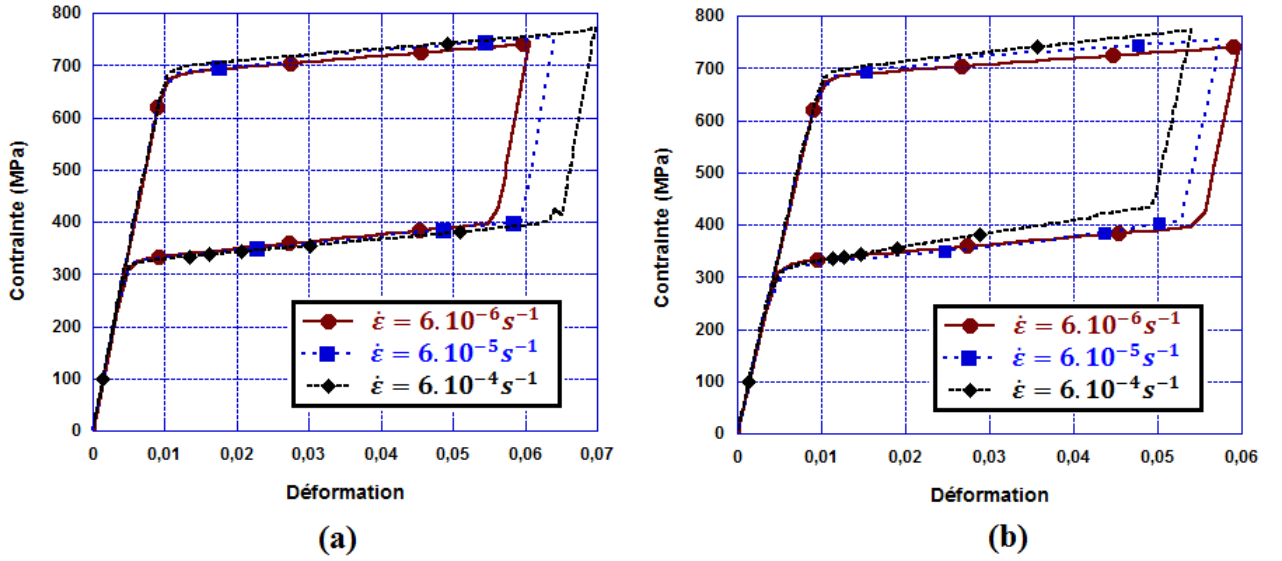 800
700
600
500
400
300
200
100
0
Contrainte (MPa)
ε̇ = 6. 10⁻⁶s⁻¹
ε̇ = 6. 10⁻⁵s⁻¹
ε̇ = 6. 10⁻⁴s⁻¹
0 0,01 0,02 0,03 0,04 0,05 0,06 0,07
Déformation
(a)
800
700
600
500
400
300
200
100
0
Contrainte (MPa)
ε̇ = 6. 10⁻⁶s⁻¹
ε̇ = 6. 10⁻⁵s⁻¹
ε̇ = 6. 10⁻⁴s⁻¹
0 0,01 0,02 0,03 0,04 0,05 0,06
Déformation
(b)